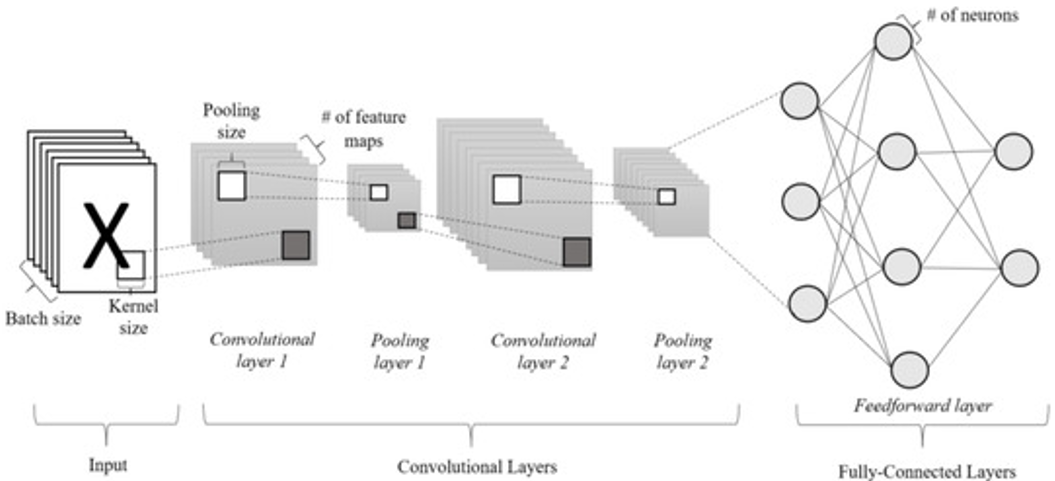 # of neurons
Pooling
size
# of feature
maps
X
Batch size
Kernel
size
Convolutional
layer 1
Pooling
layer 1
Convolutional
layer 2
Pooling
layer 2
Feedforward layer
Input
Convolutional Layers
Fully-Connected Layers